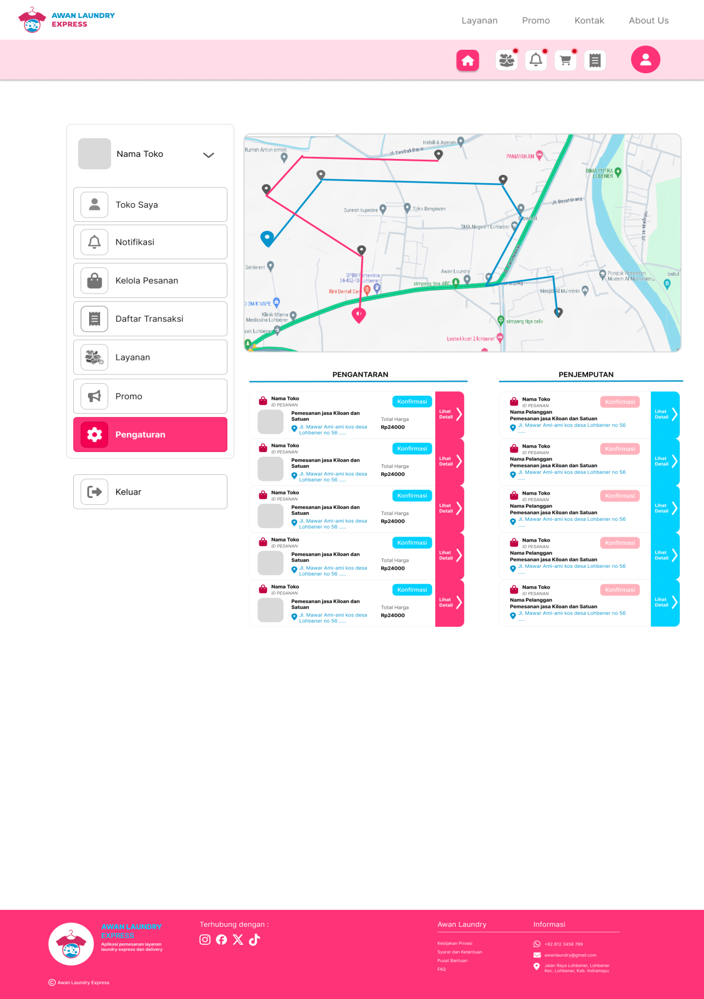 AWAN LAUNDRY
EXPRESS
Layanan
Promo
Kontak
About Us
Nama Toko
Toko Saya
Notifikasi
Kelola Pesanan
Daftar Transaksi
Layanan
Promo
Pengaturan
Keluar
Halali & Ayanah
Rumah Anton ermek
PAMAYAHAN
BIMA PUTRA
LOBENER
Suneah kupedes
Toko Bengawan
SMA Negeri 1 Lohbener
Jl. H. Madrais
Satriarent
Awan Loundry
SPBU Pertamina
34-452-10 Lohbener
simpang tiga ABC
Rini Dental Care
Masjid Al Mu'minin
Pondok Pesantren
Modern Al Mu'minien...
baitul
3M K VAPE
Klinik Utama
Medissina Lohbener
sek Lohbener
simpang tiga celo
Lestari kost 2 lohbener
PENGANTARAN
Nama Toko
ID PESANAN
Konfirmasi
Pemesanan jasa Kiloan dan
Satuan
Jl. Mawar Ami-ami kos desa
Lohbener no 56 .....
Total Harga
Rp24000
Lihat
Detail
Nama Toko
ID PESANAN
Konfirmasi
Pemesanan jasa Kiloan dan
Satuan
Jl. Mawar Ami-ami kos desa
Lohbener no 56 .....
Total Harga
Rp24000
Lihat
Detail
Nama Toko
ID PESANAN
Konfirmasi
Pemesanan jasa Kiloan dan
Satuan
Jl. Mawar Ami-ami kos desa
Lohbener no 56 .....
Total Harga
Rp24000
Lihat
Detail
Nama Toko
ID PESANAN
Konfirmasi
Pemesanan jasa Kiloan dan
Satuan
Jl. Mawar Ami-ami kos desa
Lohbener no 56 .....
Total Harga
Rp24000
Lihat
Detail
Nama Toko
ID PESANAN
Konfirmasi
Pemesanan jasa Kiloan dan
Satuan
Jl. Mawar Ami-ami kos desa
Lohbener no 56 .....
Total Harga
Rp24000
Lihat
Detail
PENJEMPUTAN
Nama Toko
ID PESANAN
Konfirmasi
Nama Pelanggan
Pemesanan jasa Kiloan dan Satuan
Jl. Mawar Ami-ami kos desa Lohbener no 56
.....
Lihat
Detail
Nama Toko
ID PESANAN
Konfirmasi
Nama Pelanggan
Pemesanan jasa Kiloan dan Satuan
Jl. Mawar Ami-ami kos desa Lohbener no 56
.....
Lihat
Detail
Nama Toko
ID PESANAN
Konfirmasi
Nama Pelanggan
Pemesanan jasa Kiloan dan Satuan
Jl. Mawar Ami-ami kos desa Lohbener no 56
.....
Lihat
Detail
Nama Toko
ID PESANAN
Konfirmasi
Nama Pelanggan
Pemesanan jasa Kiloan dan Satuan
Jl. Mawar Ami-ami kos desa Lohbener no 56
.....
Lihat
Detail
Nama Toko
ID PESANAN
Konfirmasi
Nama Pelanggan
Pemesanan jasa Kiloan dan Satuan
Jl. Mawar Ami-ami kos desa Lohbener no 56
.....
Lihat
Detail
AWAN LAUNDRY
EXPRESS
Aplikasi pemesanan layanan
laundry express dan delivery
© Awan Laundry Express
Terhubung dengan :
Awan Laundry
Kebijakan Privasi
Syarat dan Ketentuan
Pusat Bantuan
FAQ
Informasi
+62 812 3456 789
awanlaundry@gmail.com
Jalan Raya Lohbener, Lohbener
Kec. Lohbener, Kab. Indramayu